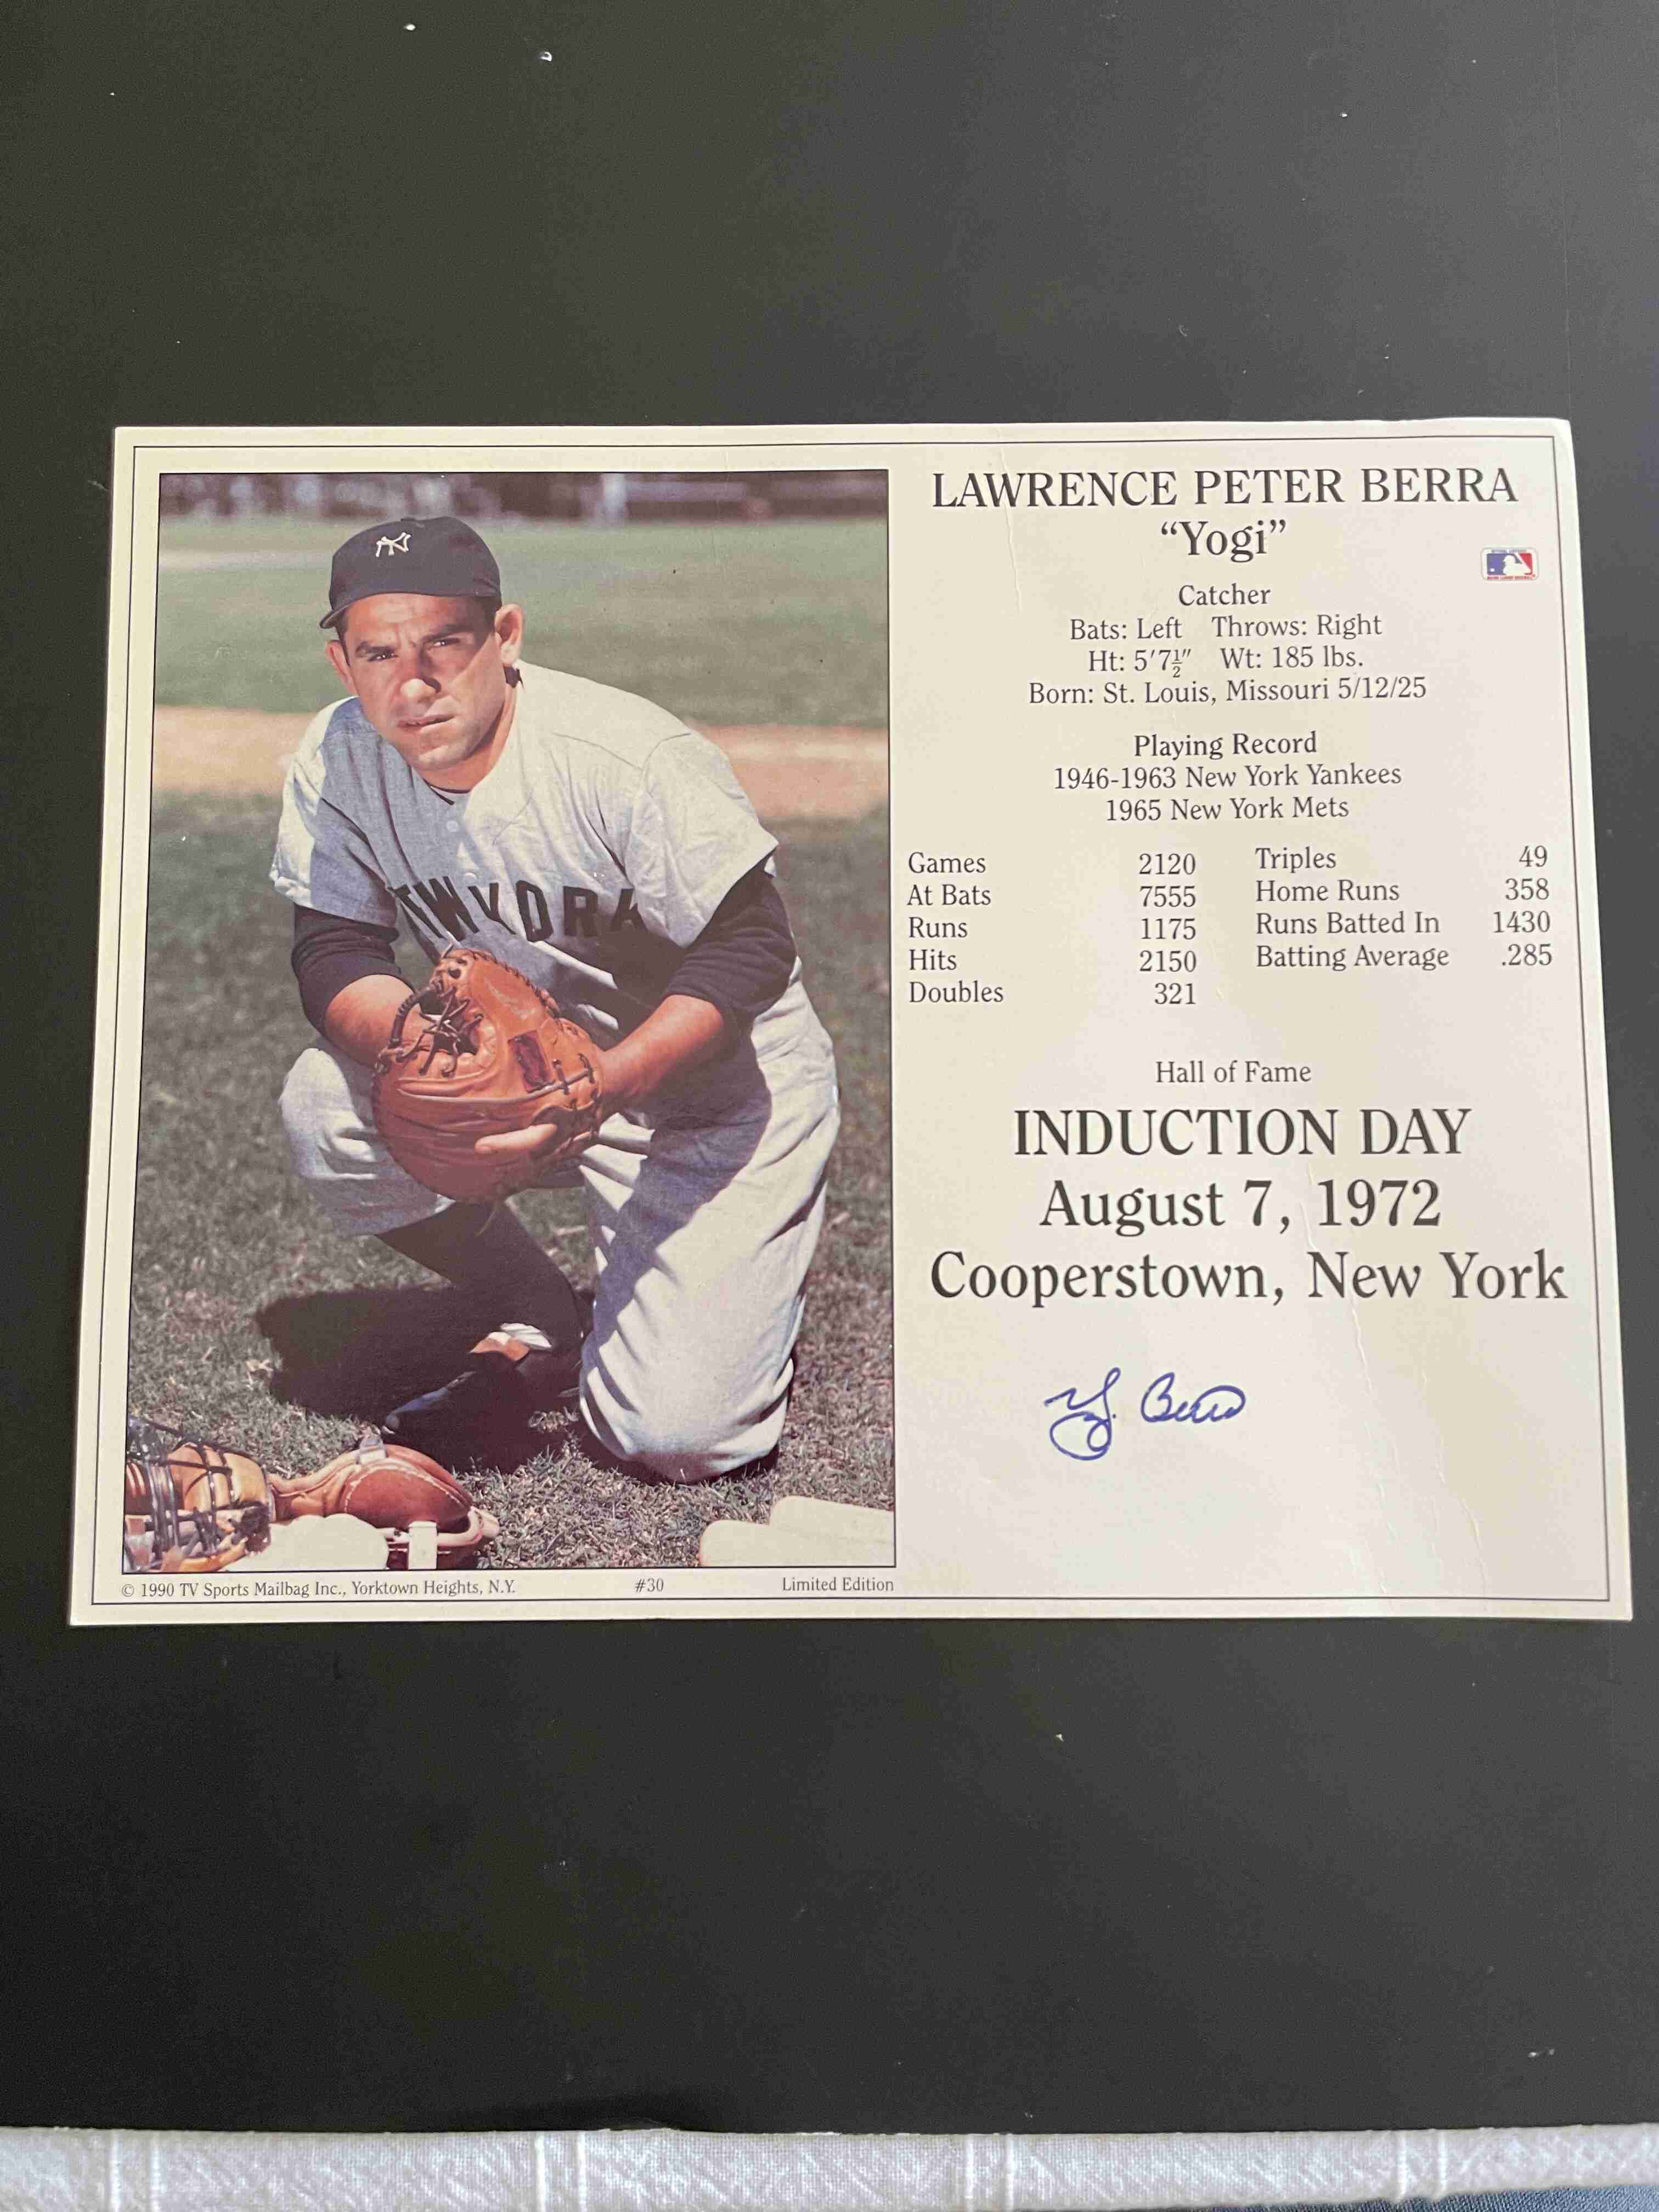 NY
EW YORK
© 1990 TV Sports Mailbag Inc., Yorktown Heights, N.Y. #30 Limited Edition
LAWRENCE PETER BERRA
“Yogi”
Catcher
Bats: Left Throws: Right
Ht: 5′7½″ Wt: 185 lbs.
Born: St. Louis, Missouri 5/12/25
Playing Record
1946-1963 New York Yankees
1965 New York Mets
Games 2120 Triples 49
At Bats 7555 Home Runs 358
Runs 1175 Runs Batted In 1430
Hits 2150 Batting Average .285
Doubles 321
Hall of Fame
INDUCTION DAY
August 7, 1972
Cooperstown, New York
Yogi Berra